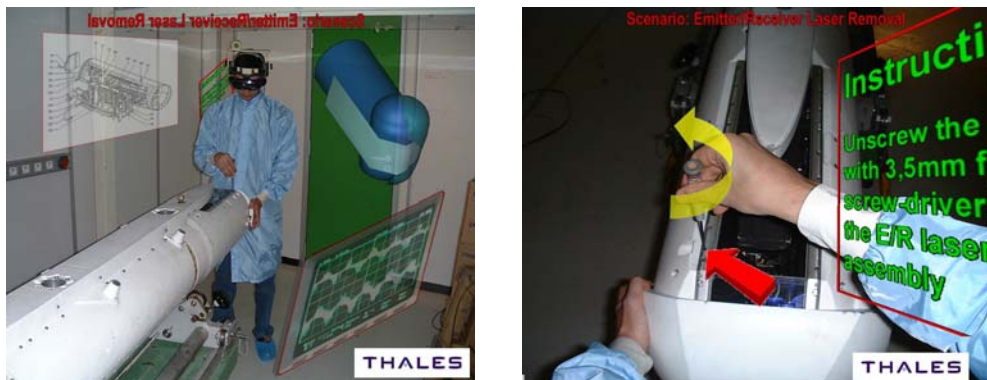 Scenario: Emitter/Receiver Laser Removal
THALES
Scenario: Emitter/Receiver Laser Removal
Instructi
Unscrew the
with 3,5mm f
screw-driver
the E/R laser
assembly
THALES